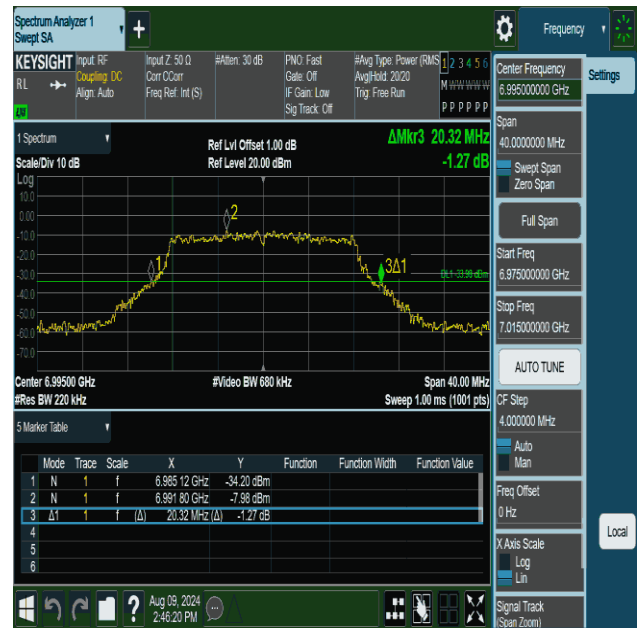 Spectrum Analyzer 1
Swept SA
+
Frequency
KEYSIGHT
RL
Input: RF
Coupling: DC
Align: Auto
Input Z: 50 Ω
Corr CCorr
Freq Ref: Int (S)
#Atten: 30 dB
PNO: Fast
Gate: Off
IF Gain: Low
Sig Track: Off
#Avg Type: Power (RMS
Avg|Hold: 20/20
Trig: Free Run
1 2 3 4 5 6
M W W W W W
P P P P P P
1 Spectrum
Scale/Div 10 dB
Ref Lvl Offset 1.00 dB
Ref Level 20.00 dBm
ΔMkr3 20.32 MHz
-1.27 dB
Log
10.0
0.00
-10.0
-20.0
-30.0
-40.0
-50.0
-60.0
-70.0
2
1
3Δ1
DL1 -33.98 dBm
Center 6.99500 GHz
#Video BW 680 kHz
Span 40.00 MHz
#Res BW 220 kHz
Sweep 1.00 ms (1001 pts)
5 Marker Table
Mode Trace Scale X Y Function Function Width Function Value
1 N 1 f 6.985 12 GHz -34.20 dBm
2 N 1 f 6.991 80 GHz -7.98 dBm
3 Δ1 1 f (Δ) 20.32 MHz (Δ) -1.27 dB
4
5
6
Aug 09, 2024
2:46:20 PM
Center Frequency
6.995000000 GHz
Settings
Span
40.0000000 MHz
Swept Span
Zero Span
Full Span
Start Freq
6.975000000 GHz
Stop Freq
7.015000000 GHz
AUTO TUNE
CF Step
4.000000 MHz
Auto
Man
Freq Offset
0 Hz
X Axis Scale
Log
Lin
Local
Signal Track
(Span Zoom)